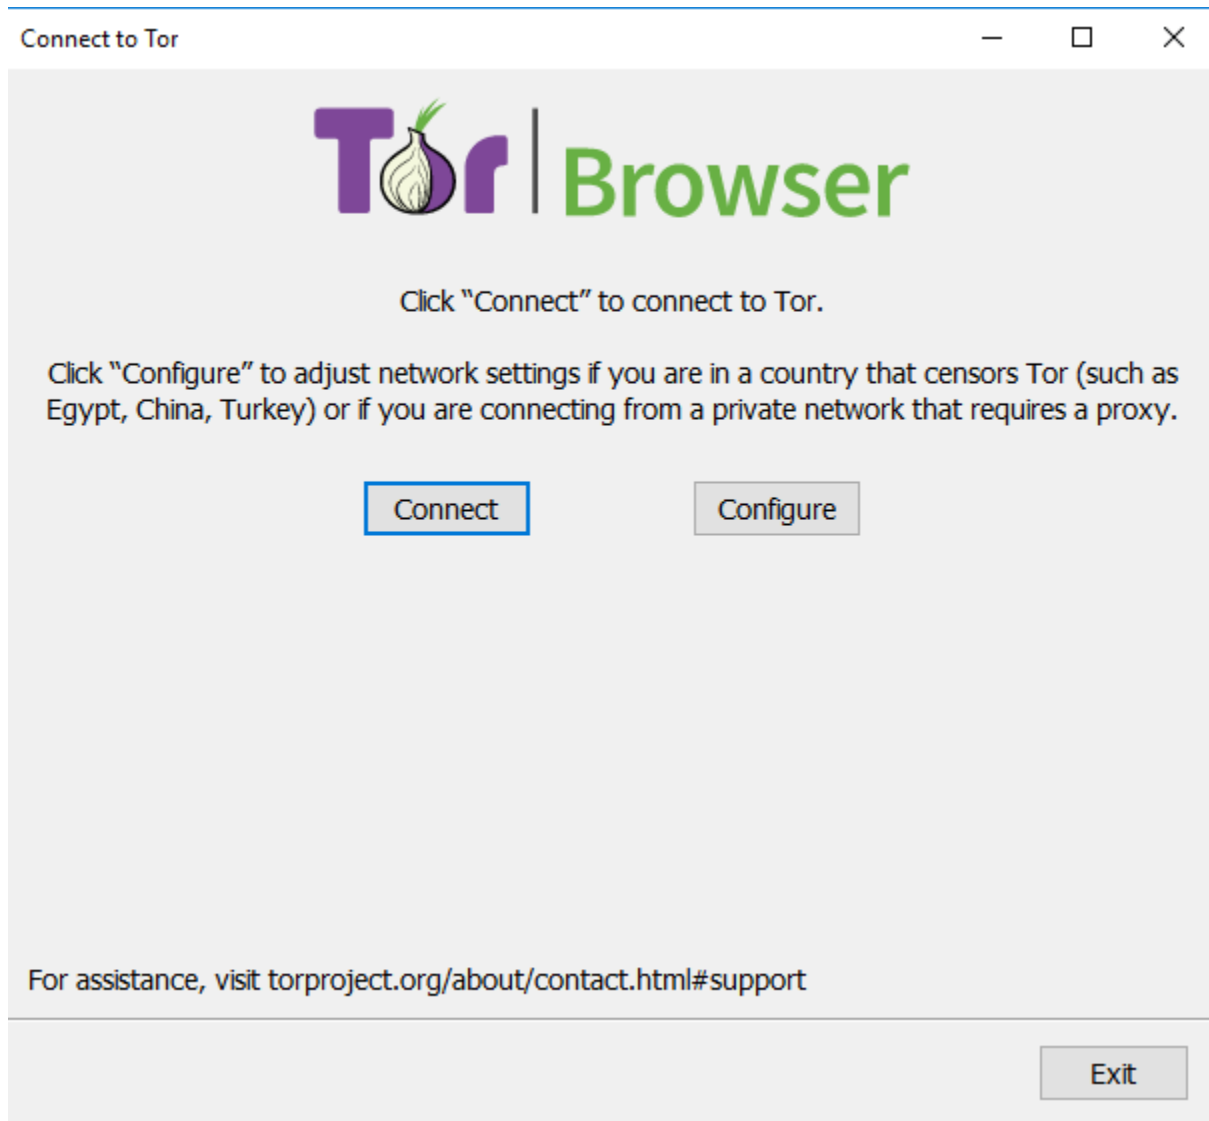 Connect to Tor
Tor | Browser
Click “Connect” to connect to Tor.
Click “Configure” to adjust network settings if you are in a country that censors Tor (such as
Egypt, China, Turkey) or if you are connecting from a private network that requires a proxy.
Connect Configure
For assistance, visit torproject.org/about/contact.html#support
Exit